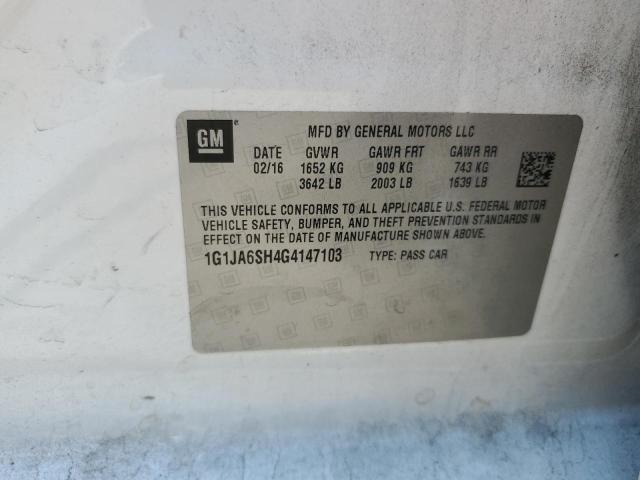 GM
MFD BY GENERAL MOTORS LLC
DATE GVWR GAWR FRT GAWR RR
02/16 1652 KG 909 KG 743 KG
3642 LB 2003 LB 1639 LB
THIS VEHICLE CONFORMS TO ALL APPLICABLE U.S. FEDERAL MOTOR
VEHICLE SAFETY, BUMPER, AND THEFT PREVENTION STANDARDS IN
EFFECT ON THE DATE OF MANUFACTURE SHOWN ABOVE.
1G1JA6SH4G4147103 TYPE: PASS CAR